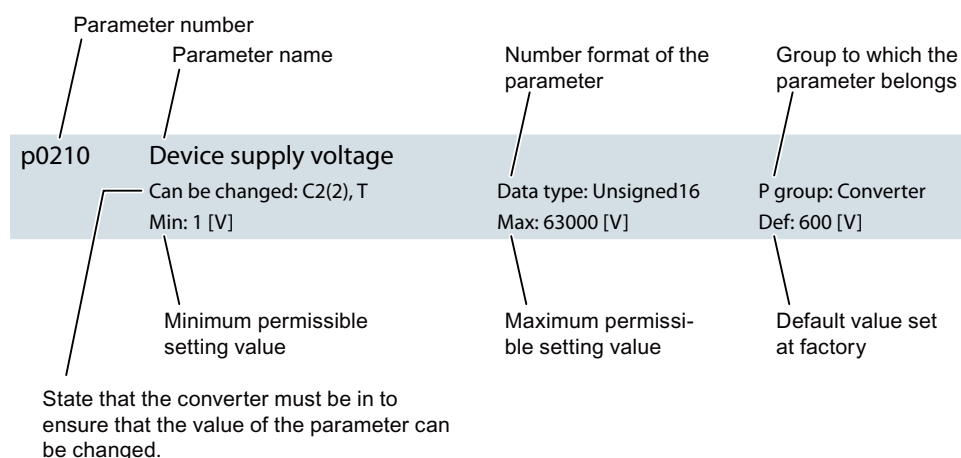 Parameter number
Parameter name
Number format of the
parameter
Group to which the
parameter belongs
p0210 Device supply voltage
Can be changed: C2(2), T Data type: Unsigned16 P group: Converter
Min: 1 [V] Max: 63000 [V] Def: 600 [V]
Minimum permissible
setting value
Maximum permissi-
ble setting value
Default value set
at factory
State that the converter must be in to
ensure that the value of the parameter can
be changed.